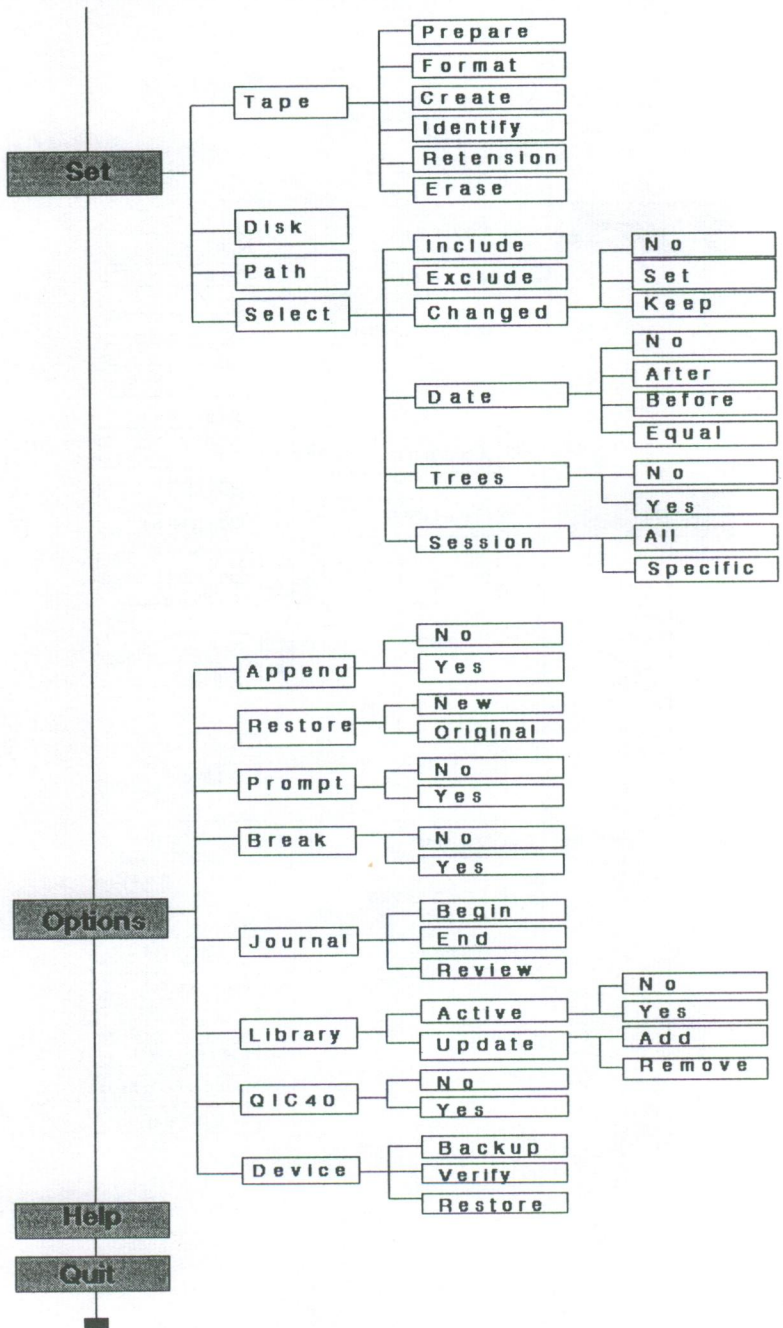 Prepare
Format
Tape
Create
Identify
Set
Retension
Erase
Disk
Include
No
Path
Exclude
Set
Select
Changed
Keep
No
After
Date
Before
Equal
Trees
No
Yes
Session
All
Specific
No
Append
Yes
New
Restore
Original
No
Prompt
Yes
Break
No
Yes
Options
Begin
Journal
End
Review
No
Active
Yes
Library
Update
Add
Remove
No
QIC40
Yes
Backup
Device
Verify
Restore
Help
Quit